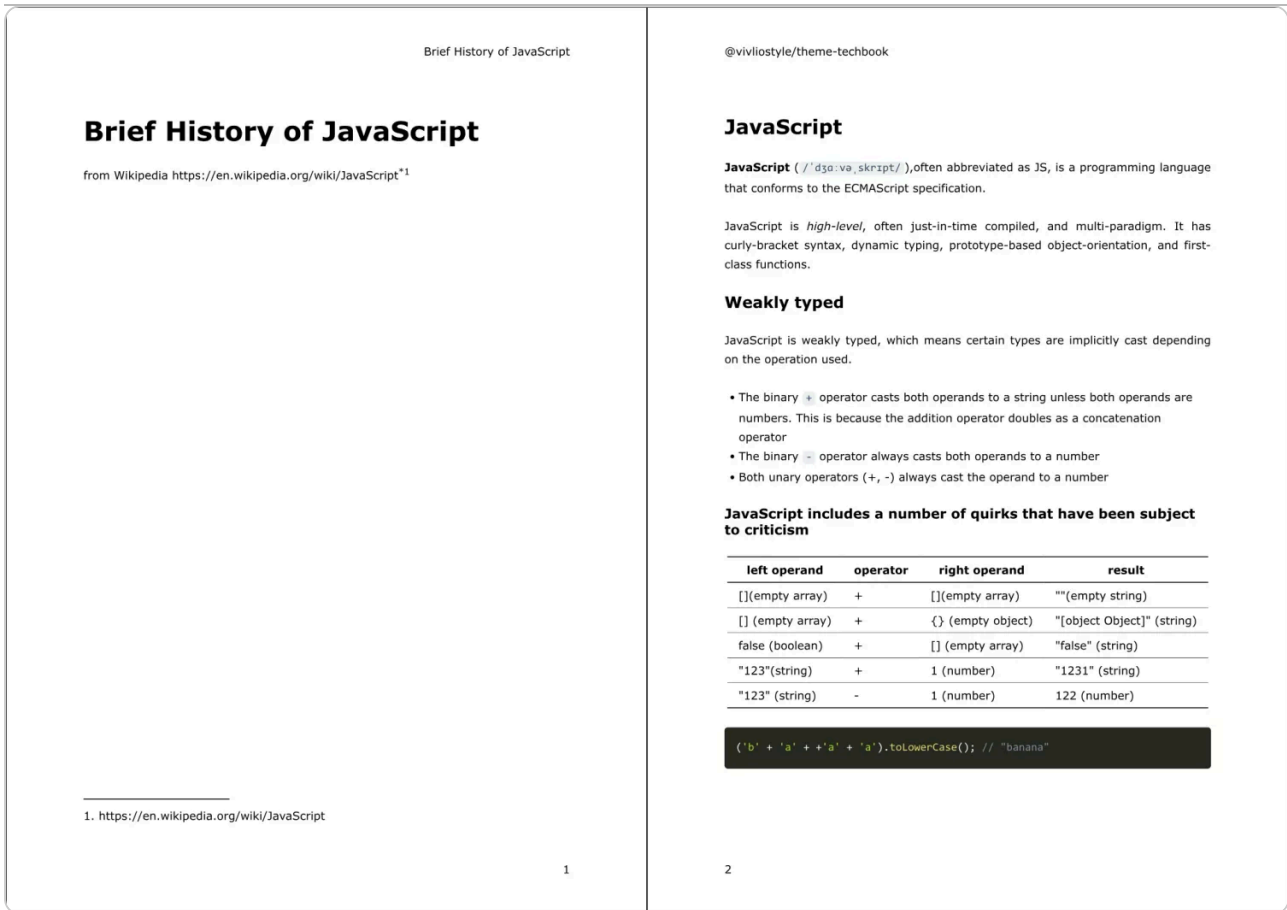 Brief History of JavaScript
Brief History of JavaScript
from Wikipedia https://en.wikipedia.org/wiki/JavaScript*1
1. https://en.wikipedia.org/wiki/JavaScript
1
@vivliostyle/theme-techbook
JavaScript
JavaScript ( /ˈdʒɑːvəˌskrɪpt/ ),often abbreviated as JS, is a programming language
that conforms to the ECMAScript specification.
JavaScript is high-level, often just-in-time compiled, and multi-paradigm. It has
curly-bracket syntax, dynamic typing, prototype-based object-orientation, and first-
class functions.
Weakly typed
JavaScript is weakly typed, which means certain types are implicitly cast depending
on the operation used.
• The binary + operator casts both operands to a string unless both operands are
numbers. This is because the addition operator doubles as a concatenation
operator
• The binary - operator always casts both operands to a number
• Both unary operators (+, -) always cast the operand to a number
JavaScript includes a number of quirks that have been subject
to criticism
left operand operator right operand result
[](empty array) + [](empty array) ""(empty string)
[] (empty array) + {} (empty object) "[object Object]" (string)
false (boolean) + [] (empty array) "false" (string)
"123"(string) + 1 (number) "1231" (string)
"123" (string) - 1 (number) 122 (number)
('b' + 'a' + +'a' + 'a').toLowerCase(); // "banana"
2